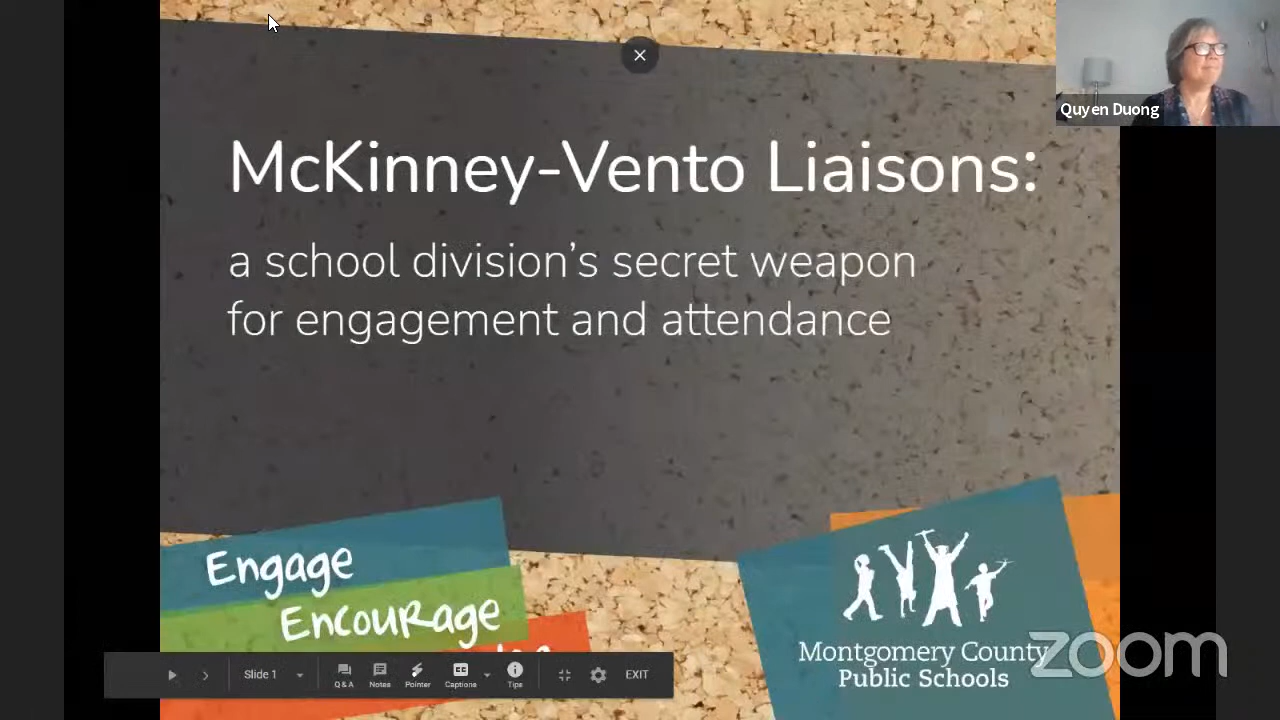 Quyen Duong
McKinney-Vento Liaisons:
a school division's secret weapon
for engagement and attendance
Engage
Encourage
Montgomery County
Public Schools
zoom
Slide 1
Q & A
Notes
Pointer
Captions
Tips
EXIT